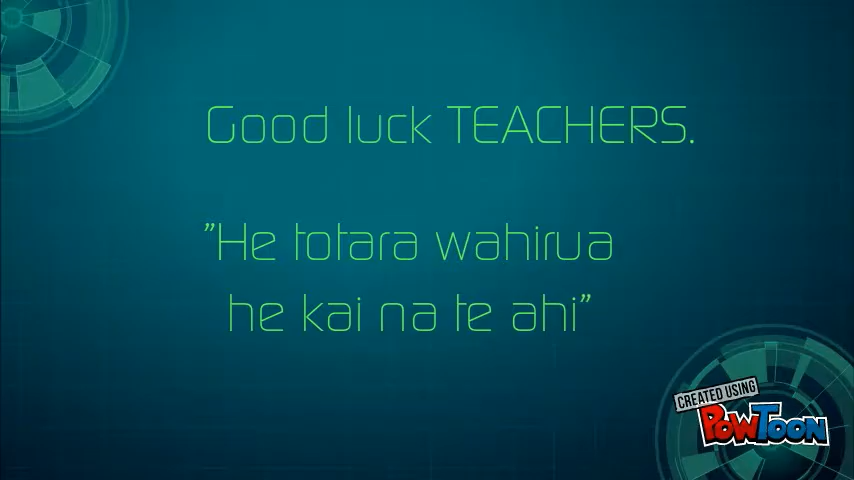 Good luck TEACHERS.
"He totara wahirua
he kai na te ahi"
CREATED USING
POWTOON